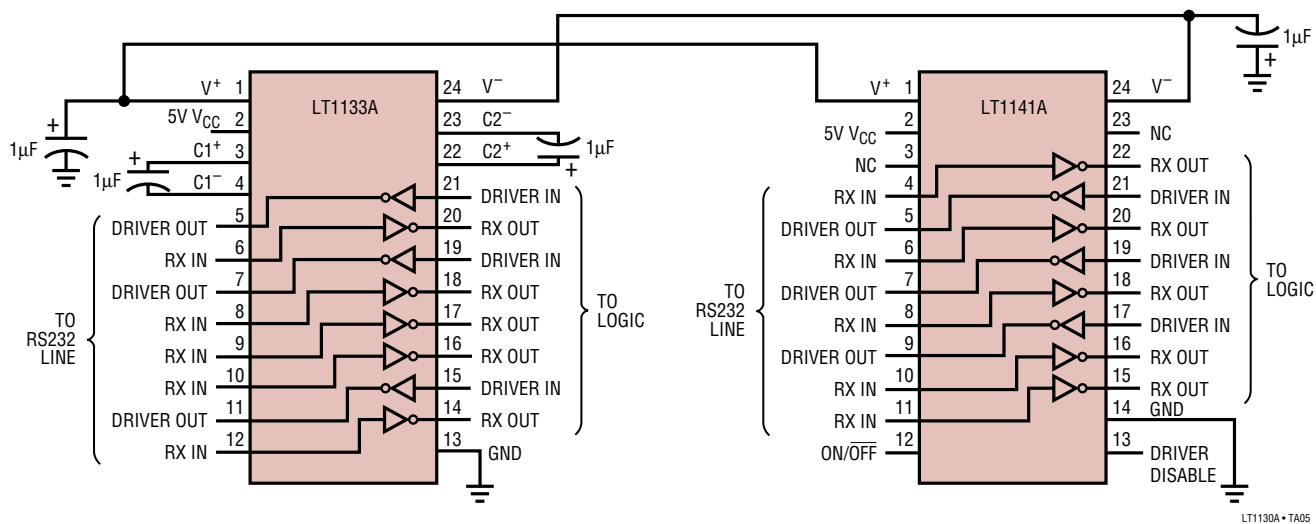 1µF
LT1133A
V+ 1
24 V−
5V VCC 2
23 C2−
C1+ 3
22 C2+
C1− 4
+
1µF
+
1µF
1µF
+
21 DRIVER IN
DRIVER OUT 5
20 RX OUT
RX IN 6
19 DRIVER IN
DRIVER OUT 7
18 RX OUT
RX IN 8
17 RX OUT
RX IN 9
16 RX OUT
RX IN 10
15 DRIVER IN
DRIVER OUT 11
14 RX OUT
RX IN 12
13 GND
TO
RS232
LINE
TO
LOGIC
LT1141A
+
V+ 1
24 V−
5V VCC 2
23 NC
NC 3
22 RX OUT
RX IN 4
21 DRIVER IN
DRIVER OUT 5
20 RX OUT
RX IN 6
19 DRIVER IN
DRIVER OUT 7
18 RX OUT
RX IN 8
17 DRIVER IN
DRIVER OUT 9
16 RX OUT
RX IN 10
15 RX OUT
RX IN 11
14 GND
ON/OFF 12
13 DRIVER
DISABLE
TO
RS232
LINE
TO
LOGIC
LT1130A • TA05